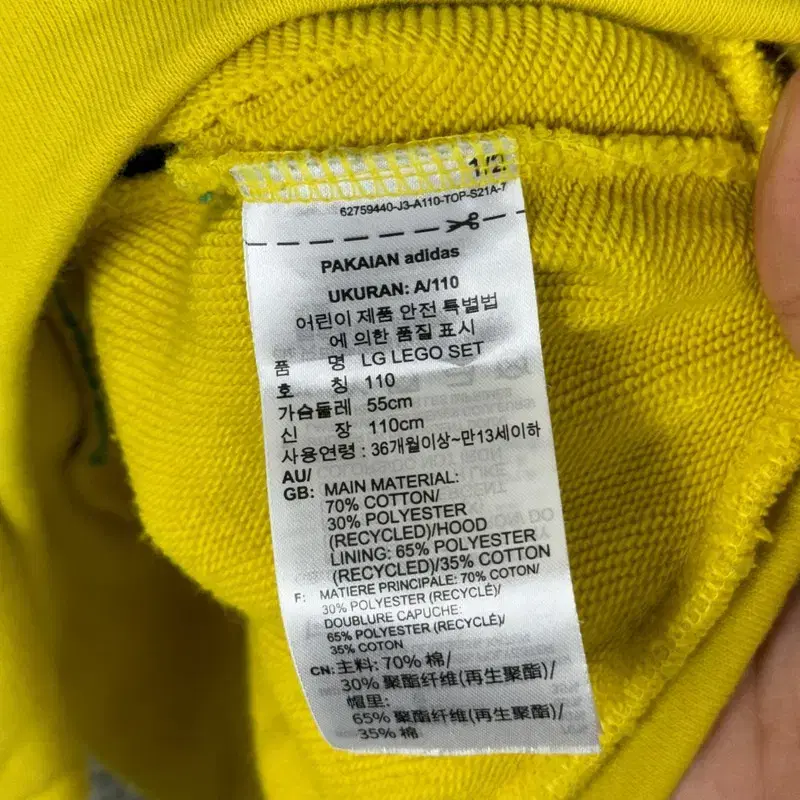 1/2
62759440-J3-A110-TOP-S21A-7
PAKAIAN adidas
UKURAN: A/110
어린이 제품 안전 특별법
에 의한 품질 표시
품 명 LG LEGO SET
호 칭 110
가슴둘레 55cm
신 장 110cm
사용연령 : 36개월이상~만13세이하
AU/
GB: MAIN MATERIAL:
70% COTTON/
30% POLYESTER
(RECYCLED)/HOOD
LINING: 65% POLYESTER
(RECYCLED)/35% COTTON
F: MATIERE PRINCIPALE: 70% COTON/
30% POLYESTER (RECYCLÉ)/
DOUBLURE CAPUCHE:
65% POLYESTER (RECYCLÉ)/
35% COTON
CN: 主料: 70% 棉/
30% 聚酯纤维(再生聚酯)/
帽里:
65% 聚酯纤维(再生聚酯)/
35% 棉